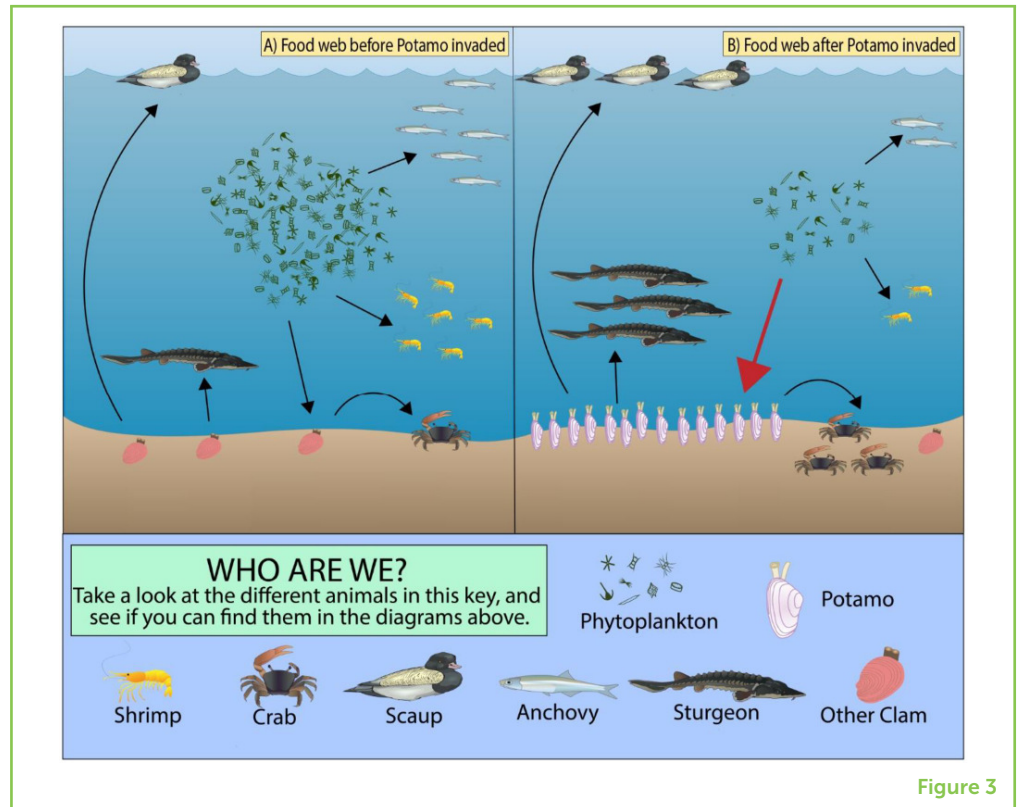 A) Food web before Potamo invaded
B) Food web after Potamo invaded
WHO ARE WE?
Take a look at the different animals in this key, and
see if you can find them in the diagrams above.
Phytoplankton
Potamo
Shrimp
Crab
Scaup
Anchovy
Sturgeon
Other Clam
Figure 3